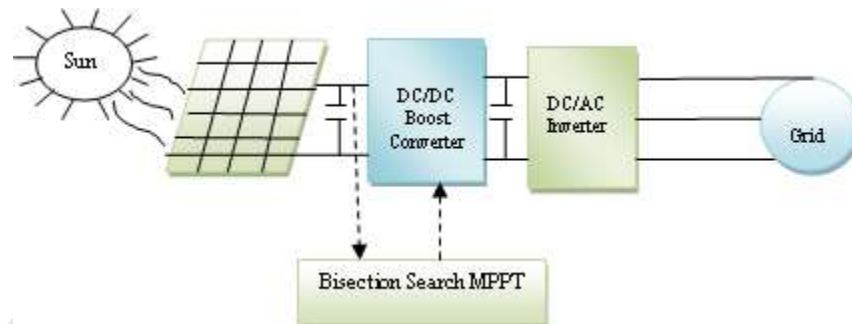 Sun
DC/DC
Boost
Converter
DC/AC
Inverter
Grid
Bisection Search MPPT